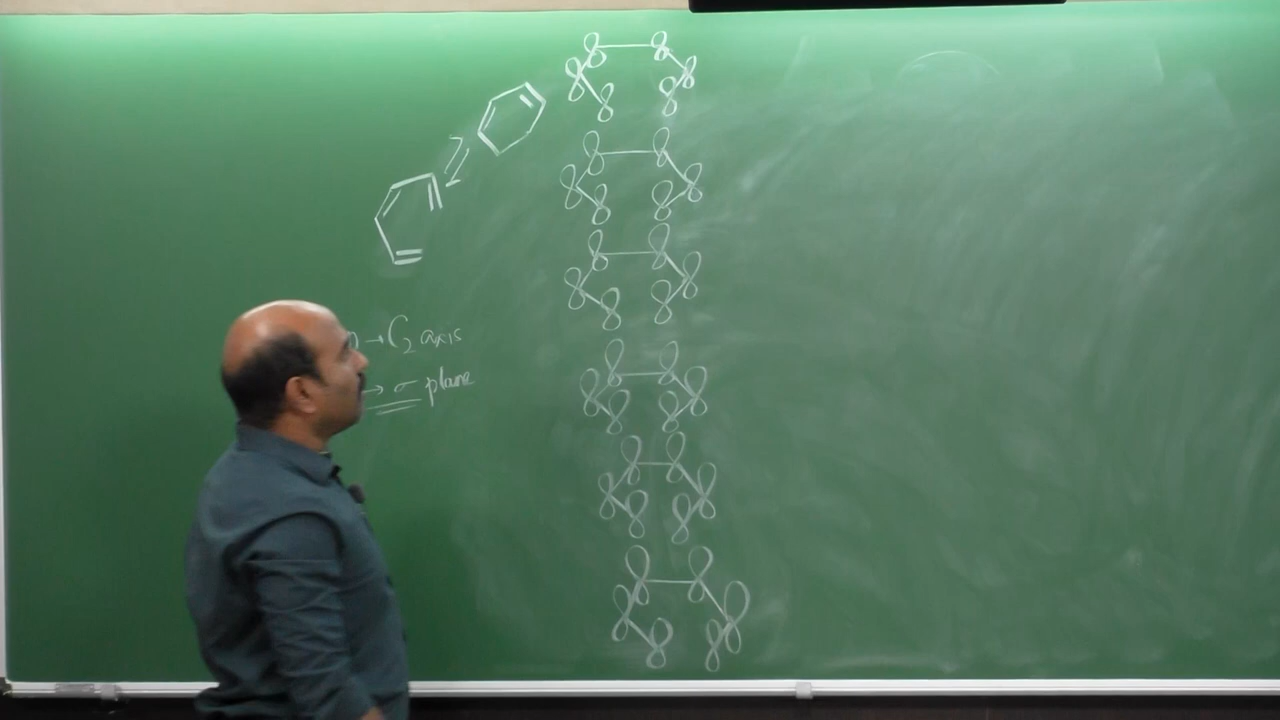 → C₂ axis
→ σ plane